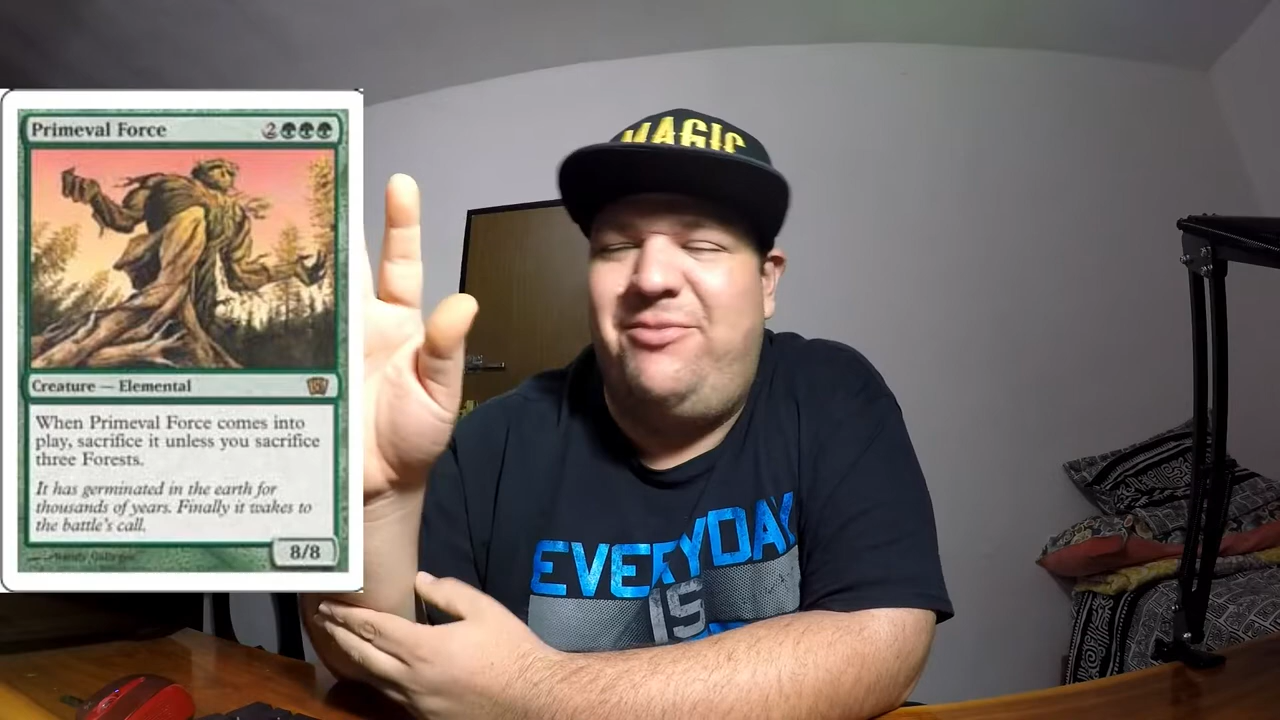 Primeval Force
2
Creature — Elemental
When Primeval Force comes into
play, sacrifice it unless you sacrifice
three Forests.
It has germinated in the earth for
thousands of years. Finally it wakes to
the battle's call.
8/8
MAGIC
EVERYDAY
IS